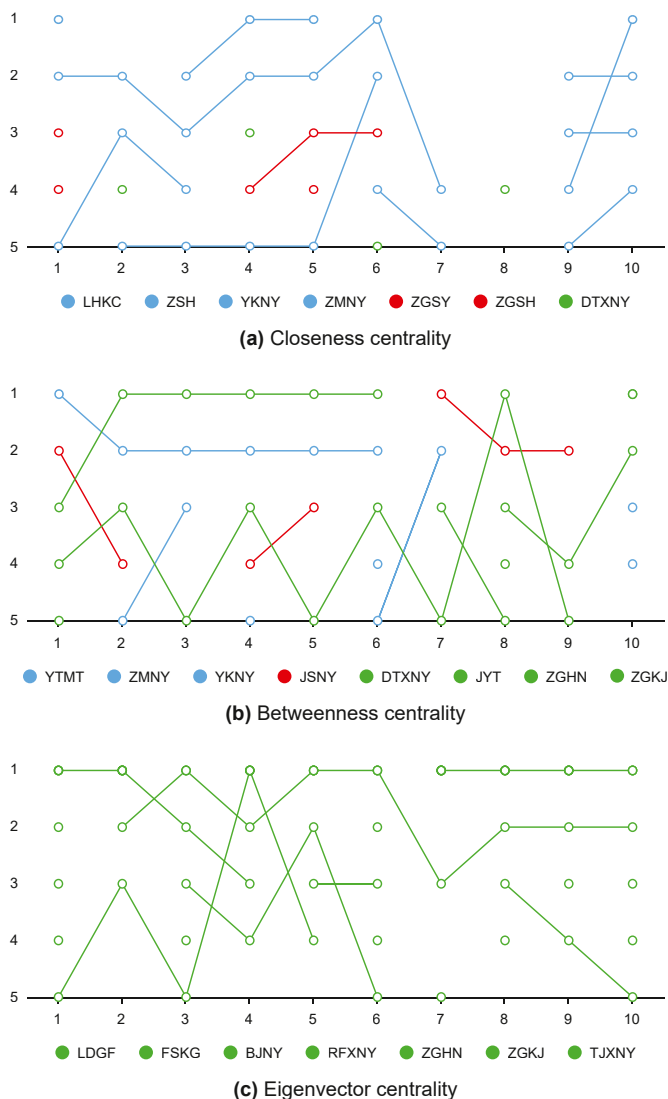 1
2
3
4
5
1 2 3 4 5 6 7 8 9 10
LHKC ZSH YKNY ZMNY ZGSY ZGSH DTXNY
(a) Closeness centrality
1
2
3
4
5
1 2 3 4 5 6 7 8 9 10
YTMT ZMNY YKNY JSNY DTXNY JYT ZGHN ZGKJ
(b) Betweenness centrality
1
2
3
4
5
1 2 3 4 5 6 7 8 9 10
LDGF FSKG BJNY RFXNY ZGHN ZGKJ TJXNY
(c) Eigenvector centrality